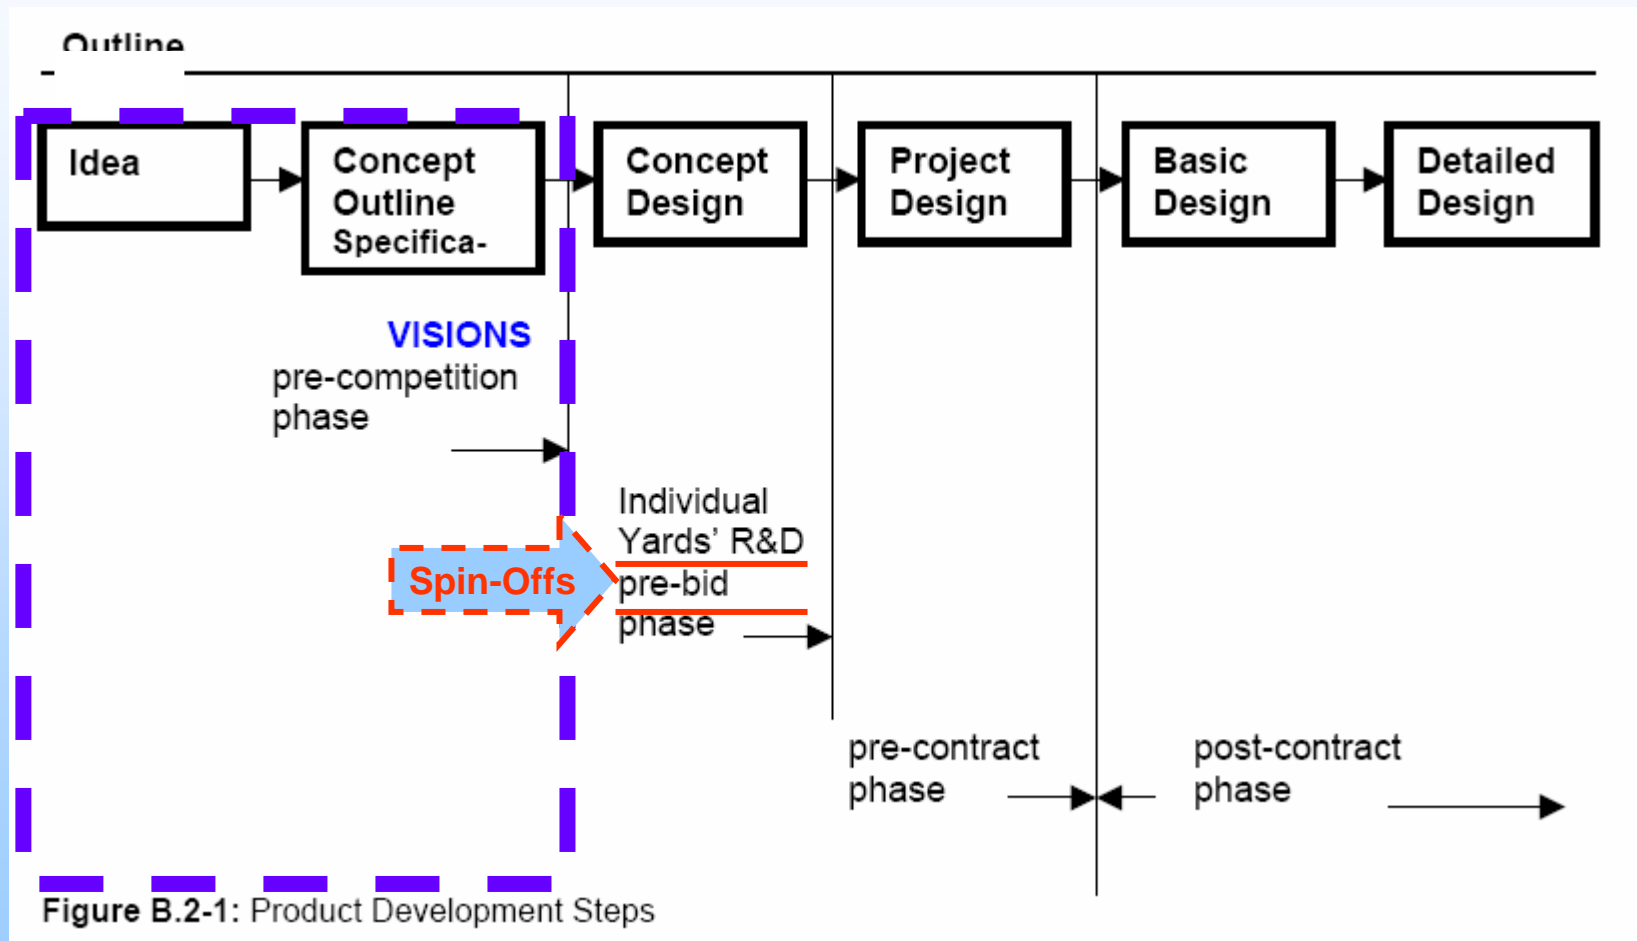 Outline
Idea
Concept
Outline
Specifica-
Concept
Design
Project
Design
Basic
Design
Detailed
Design
VISIONS
pre-competition
phase
Individual
Yards’ R&D
Spin-Offs
pre-bid
phase
pre-contract
phase
post-contract
phase
Figure B.2-1: Product Development Steps